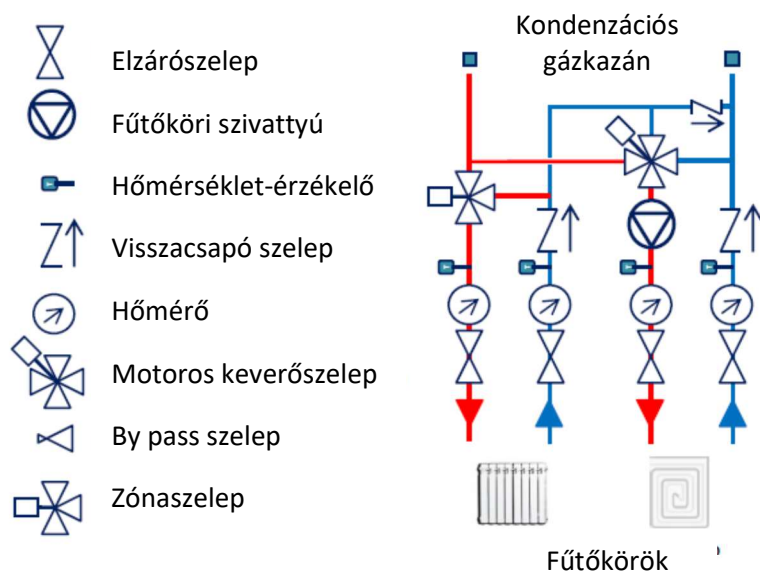 Elzárószelep
Fűtőköri szivattyú
Hőmérséklet-érzékelő
Visszacsapó szelep
Hőmérő
Motoros keverőszelep
By pass szelep
Zónaszelep
Kondenzációs
gázkazán
Fűtőkörök